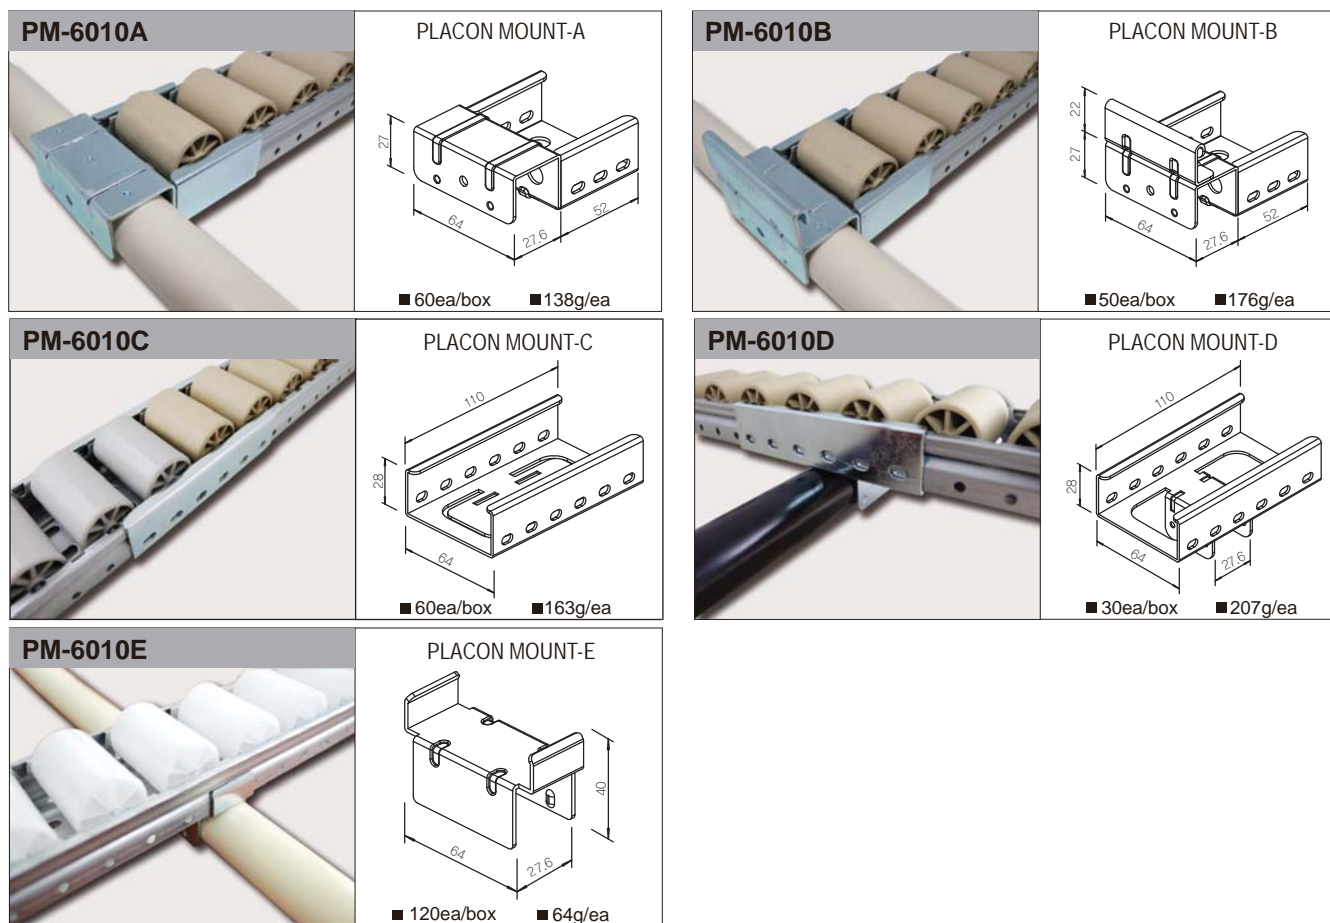 PM-6010A
PLACON MOUNT-A
27
64
27.6
52
■ 60ea/box ■ 138g/ea
PM-6010B
PLACON MOUNT-B
22
27
64
27.6
52
■ 50ea/box ■ 176g/ea
PM-6010C
PLACON MOUNT-C
110
28
64
■ 60ea/box ■ 163g/ea
PM-6010D
PLACON MOUNT-D
110
28
64
27.6
■ 30ea/box ■ 207g/ea
PM-6010E
PLACON MOUNT-E
40
64
27.6
■ 120ea/box ■ 64g/ea